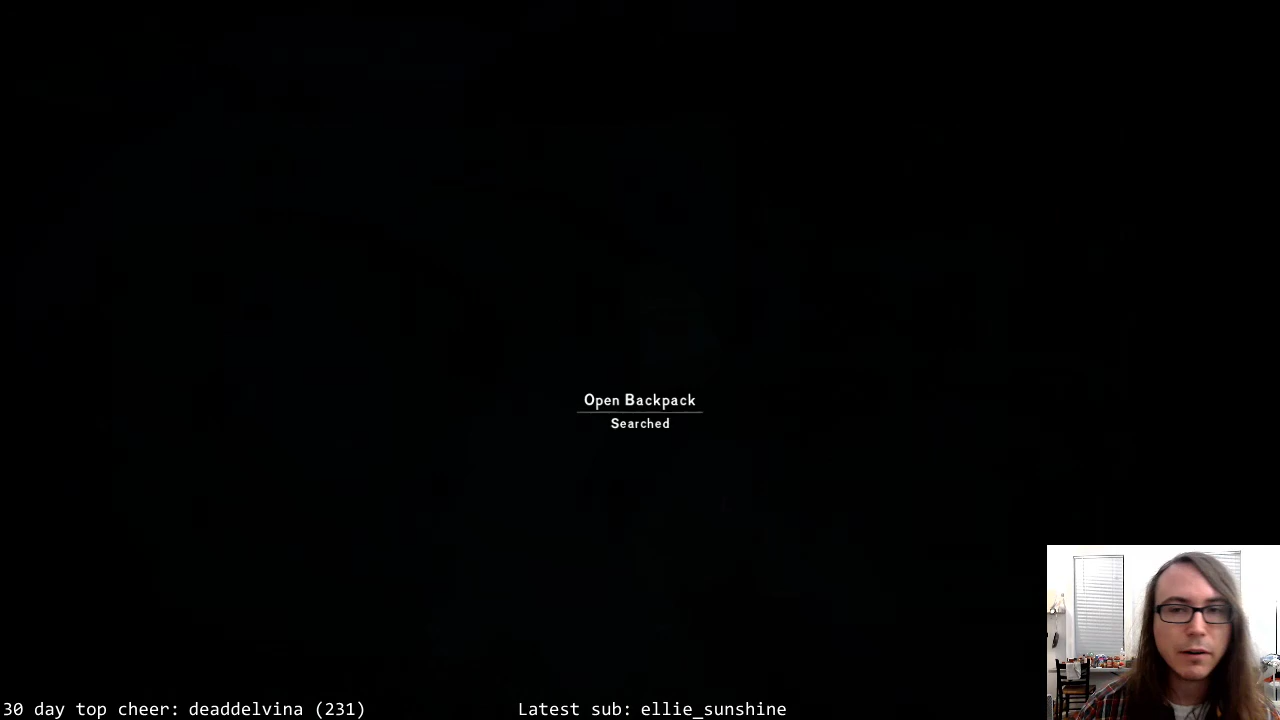 Open Backpack
Searched
30 day top cheer: deaddelvina (231)
Latest sub: ellie_sunshine